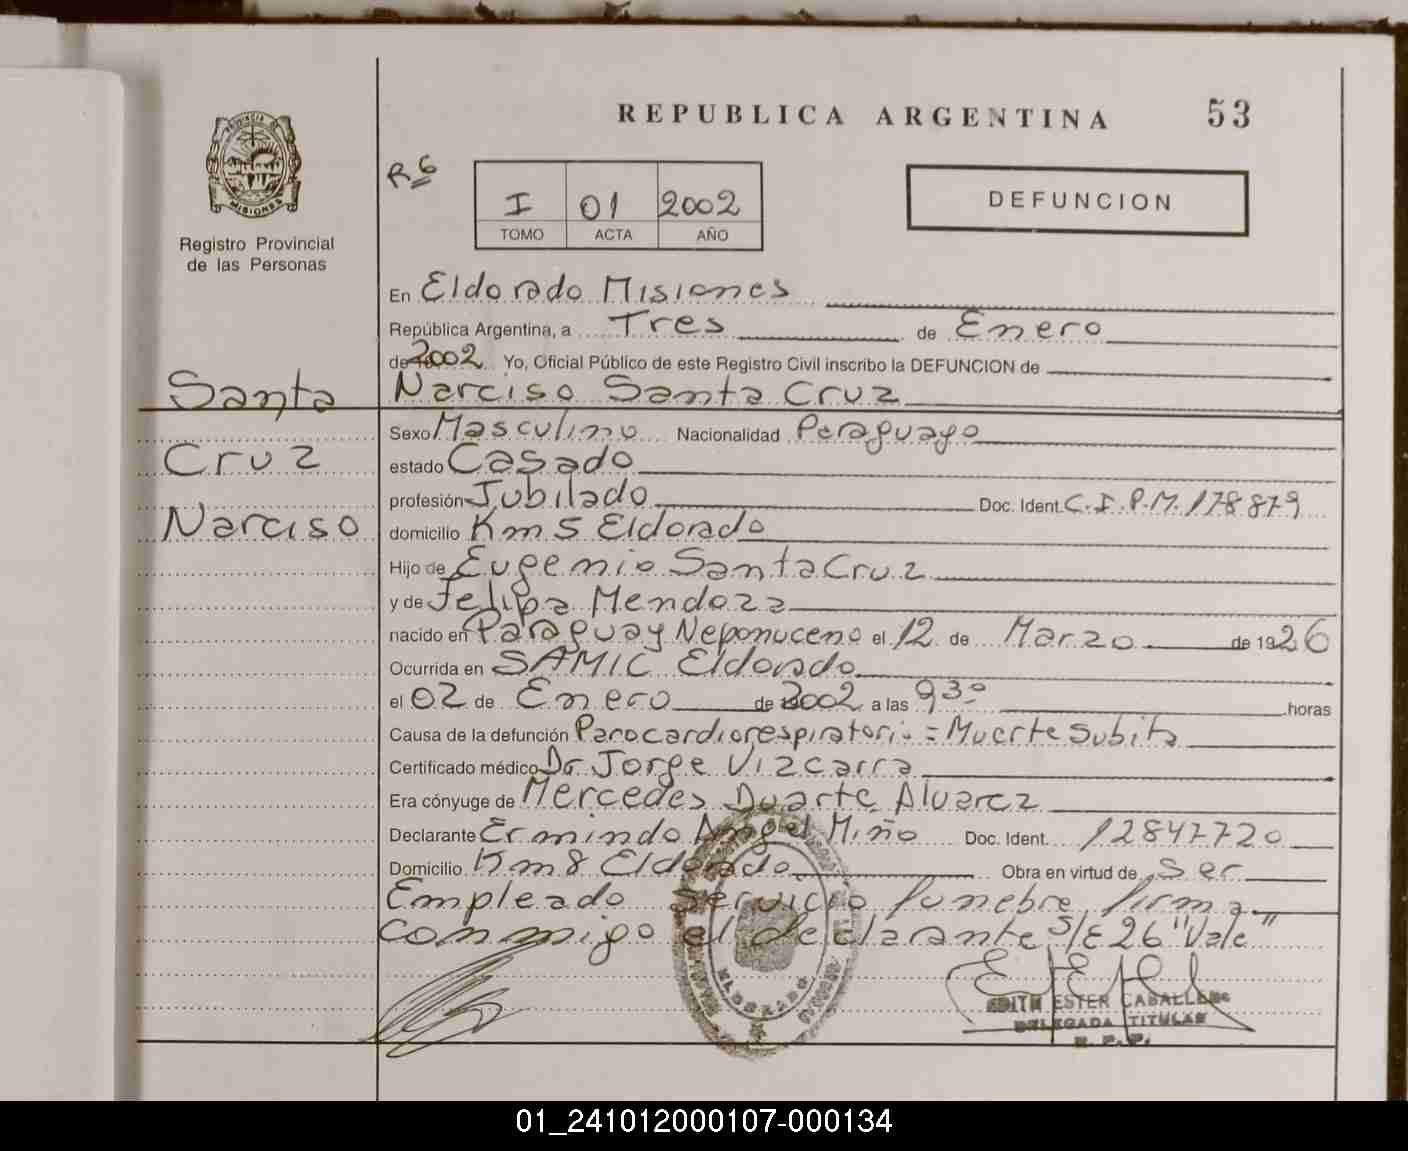 REPUBLICA ARGENTINA 53
PROVINCIA DE
MISIONES
Registro Provincial
de las Personas
R6
I 01 2002
TOMO ACTA AÑO
DEFUNCION
En Eldorado Misiones
República Argentina, a Tres de Enero
de 2002 Yo, Oficial Público de este Registro Civil inscribo la DEFUNCION de
Santa
Cruz
Narciso
Narciso Santa Cruz
Sexo Masculino Nacionalidad Paraguayo
estado Casado
profesión Jubilado Doc. Ident. C.I.P.M. 178879
domicilio Km 5 Eldorado
Hijo de Eugenio Santa Cruz
y de Felipa Mendoza
nacido en Paraguay Neponuceno el 12 de Marzo de 1926
Ocurrida en SAMIC Eldorado
el 02 de Enero de 2002 a las 9³⁰ horas
Causa de la defunción Parocardiorespiratorio = Muerte Subita
Certificado médico Dr. Jorge Vizcarra
Era cónyuge de Mercedes Duarte Alvarez
Declarante Ermindo Angel Miño Doc. Ident. 12847720
Domicilio Km 8 Eldorado Obra en virtud de Ser
Empleado Servicio funebre firma
conmigo el declarante S/E 26 "Vale"
ELDORADO
EDITH ESTER CABALLERO
DELEGADA TITULAR
R. P. P.
01_241012000107-000134